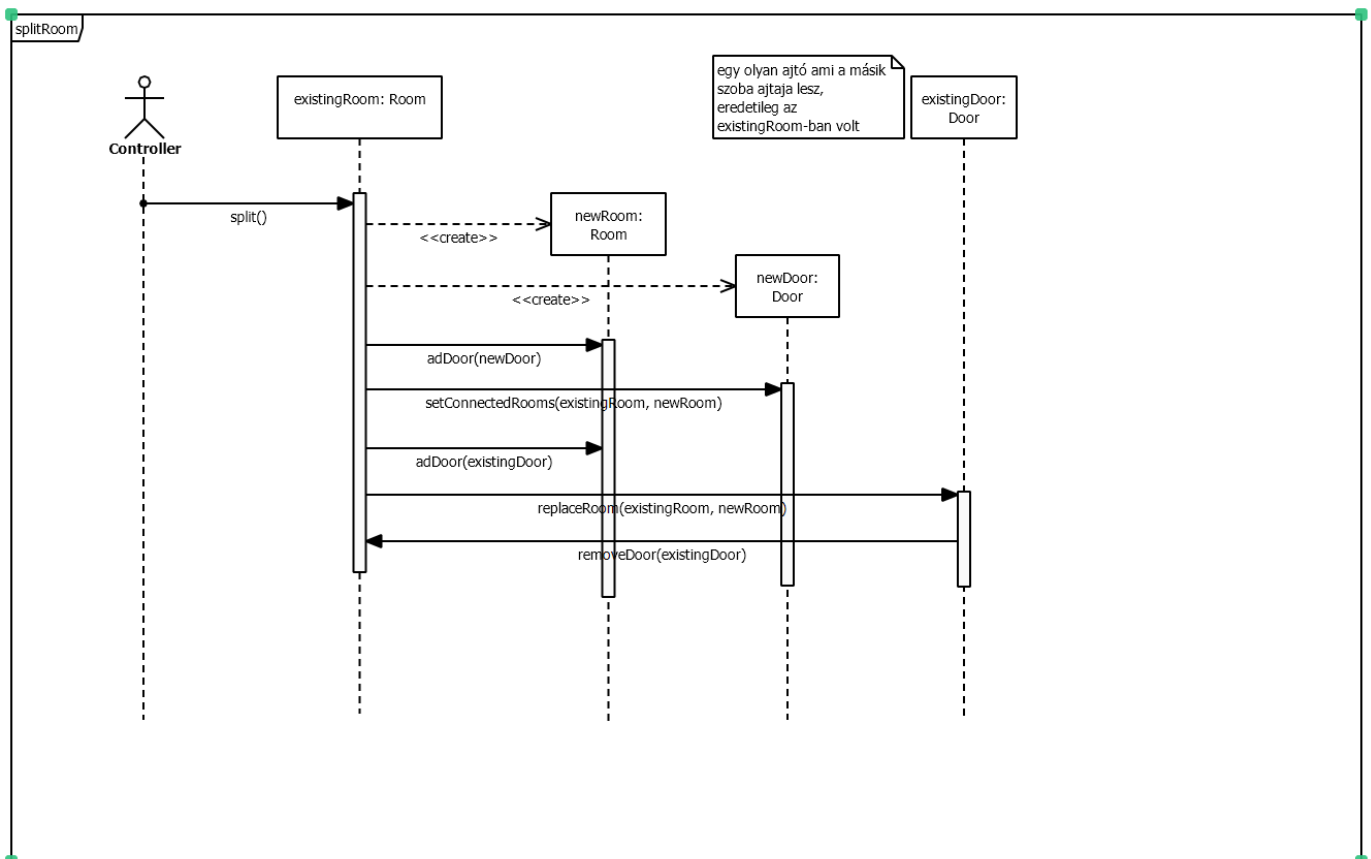 splitRoom
egy olyan ajtó ami a másik
szoba ajtaja lesz,
eredetileg az
existingRoom-ban volt
existingRoom: Room
existingDoor:
Door
Controller
split()
newRoom:
Room
<<create>>
newDoor:
Door
<<create>>
adDoor(newDoor)
setConnectedRooms(existingRoom, newRoom)
adDoor(existingDoor)
replaceRoom(existingRoom, newRoom)
removeDoor(existingDoor)